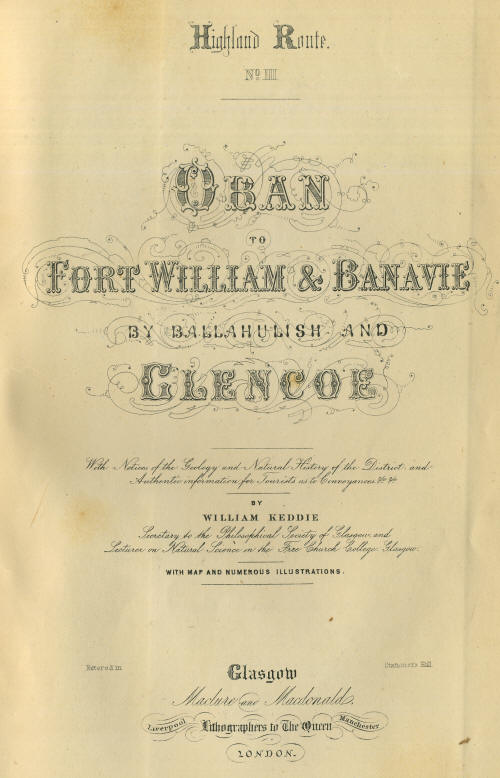 Highland Route.
No III
OBAN
TO
FORT WILLIAM & BANAVIE
BY BALLAHULISH AND
GLENCOE
With Notices of the Geology and Natural History of the District and
Authentic information for Tourists as to Conveyances &c &c
BY
WILLIAM KEDDIE
Secretary to the Philosophical Society of Glasgow and
Lecturer on Natural Science in the Free Church College Glasgow.
WITH MAP AND NUMEROUS ILLUSTRATIONS.
Entered in Stationers Hall
Glasgow
Maclure and Macdonald.
Liverpool Lithographers to The Queen Manchester
LONDON.